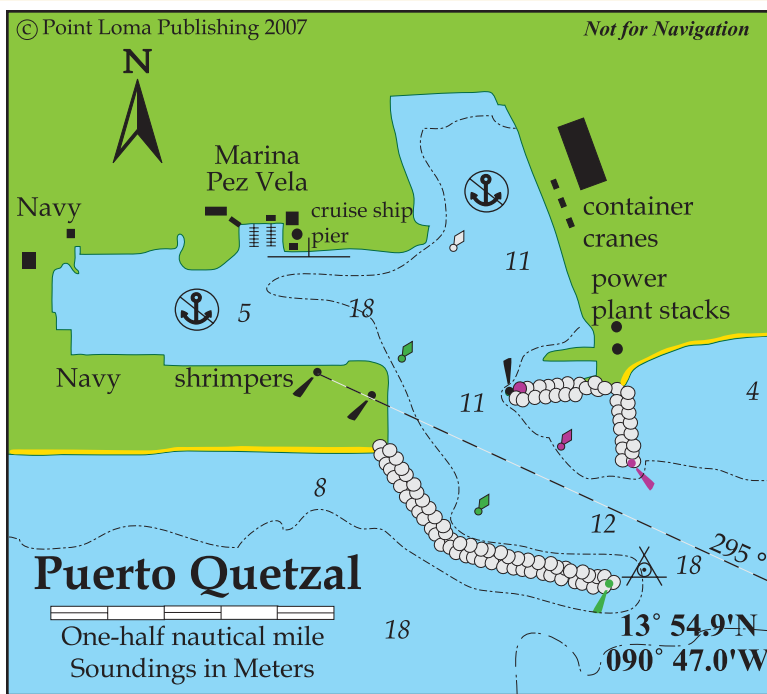 © Point Loma Publishing 2007
Not for Navigation
N
Marina
Pez Vela
Navy
cruise ship
pier
container
cranes
11
power
plant stacks
5
18
Navy
shrimpers
11
4
8
12
295 °
18
Puerto Quetzal
One-half nautical mile
Soundings in Meters
18
13° 54.9'N
090° 47.0'W